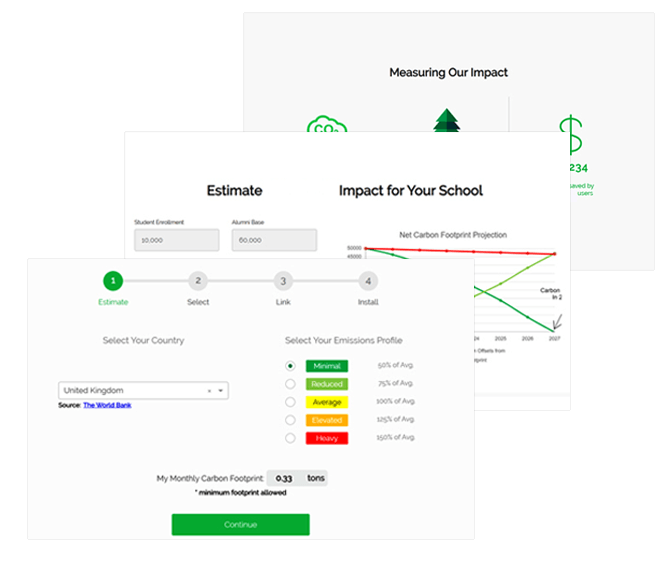 Measuring Our Impact
CO₂
234
saved by
users
Estimate
Impact for Your School
Student Enrollment
Alumni Base
10,000
60,000
Net Carbon Footprint Projection
50000
45000
Carbon
In 2
24 2025 2026 2027
Offsets from
1 2 3 4
Estimate Select Link Install
Select Your Country
Select Your Emissions Profile
United Kingdom
Source: The World Bank
Minimal 50% of Avg.
Reduced 75% of Avg.
Average 100% of Avg.
Elevated 125% of Avg.
Heavy 150% of Avg.
My Monthly Carbon Footprint: 0.33 tons
* minimum footprint allowed
Continue